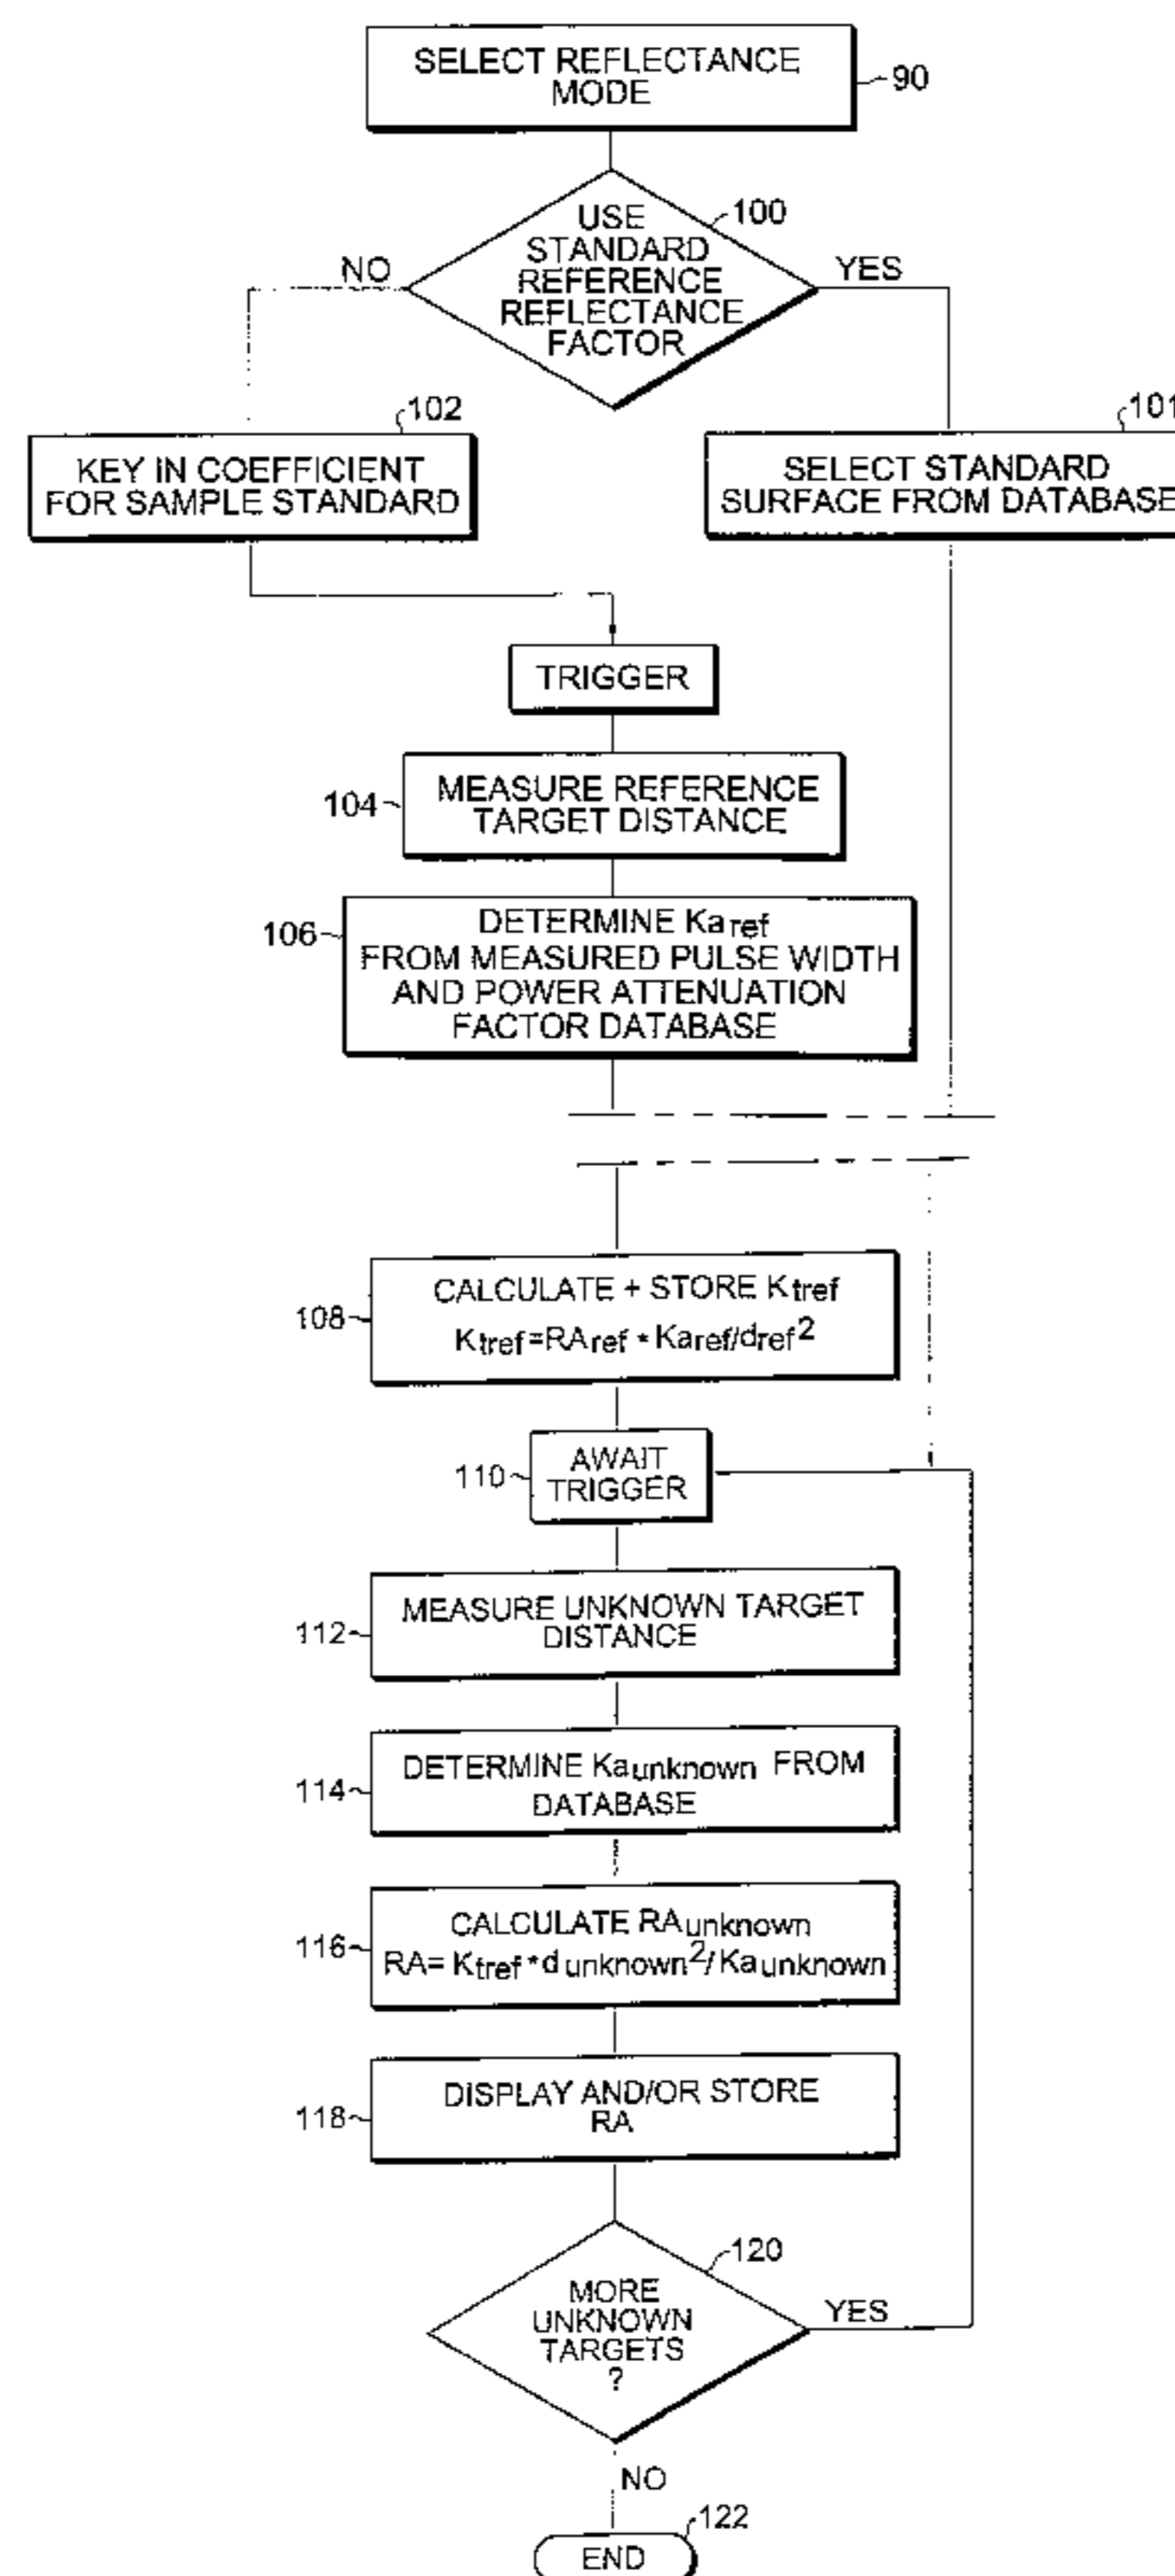 SELECT REFLECTANCE
MODE
90
USE
STANDARD
REFERENCE
REFLECTANCE
FACTOR
100
NO
YES
102
101
KEY IN COEFFICIENT
FOR SAMPLE STANDARD
SELECT STANDARD
SURFACE FROM DATABASE
TRIGGER
104
MEASURE REFERENCE
TARGET DISTANCE
106
DETERMINE Karef
FROM MEASURED PULSE WIDTH
AND POWER ATTENUATION
FACTOR DATABASE
108
CALCULATE + STORE Ktref
Ktref=RAref * Karef/dref²
110
AWAIT
TRIGGER
112
MEASURE UNKNOWN TARGET
DISTANCE
114
DETERMINE Kaunknown FROM
DATABASE
116
CALCULATE RAunknown
RA= Ktref *dunknown²/Kaunknown
118
DISPLAY AND/OR STORE
RA
120
MORE
UNKNOWN
TARGETS
?
YES
NO
122
END